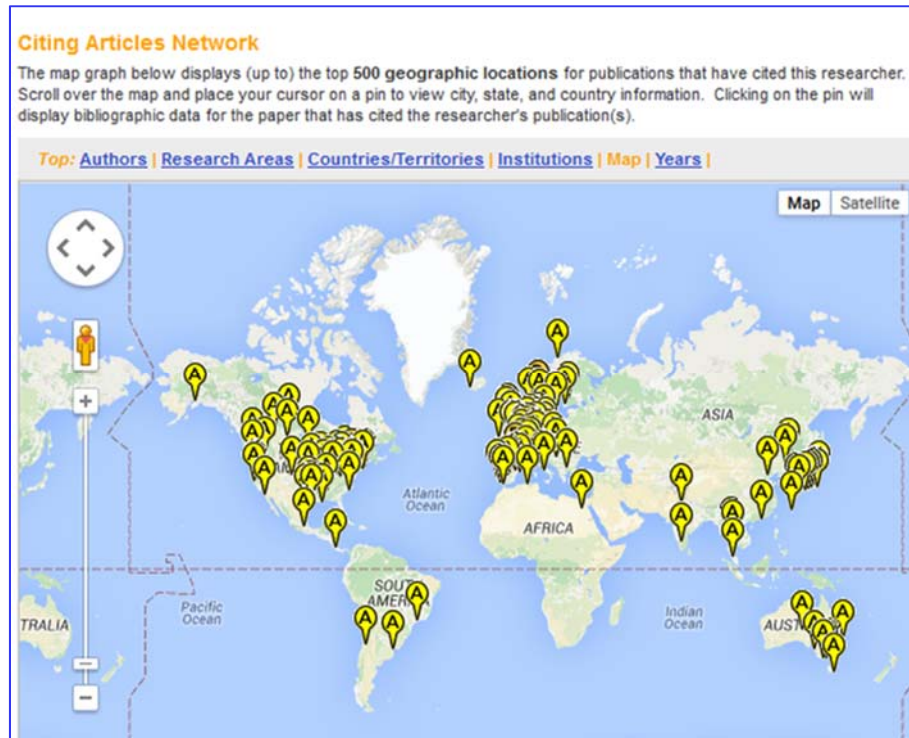 Citing Articles Network
The map graph below displays (up to) the top 500 geographic locations for publications that have cited this researcher.
Scroll over the map and place your cursor on a pin to view city, state, and country information.  Clicking on the pin will
display bibliographic data for the paper that has cited the researcher's publication(s).
Top: Authors | Research Areas | Countries/Territories | Institutions | Map | Years |
Map Satellite
ASIA
Atlantic
Ocean
AFRICA
SOUTH
AMERICA
Pacific
Ocean
Indian
Ocean
TRALIA